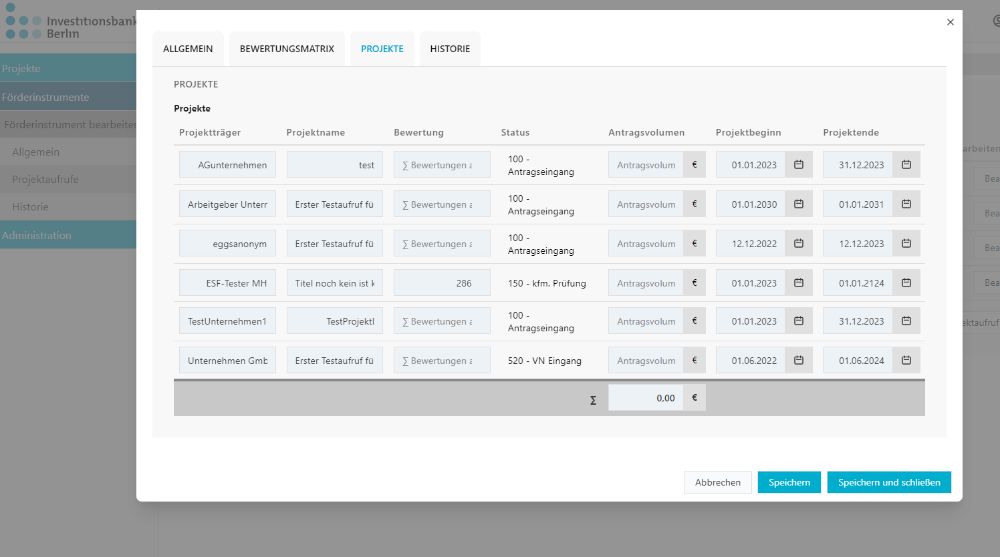 Investitionsbank
Berlin
Projekte
Förderinstrumente
Förderinstrument bearbeiten
Allgemein
Projektaufrufe
Historie
Administration
ALLGEMEIN
BEWERTUNGSMATRIX
PROJEKTE
HISTORIE
PROJEKTE
Projekte
Projektträger Projektname Bewertung Status Antragsvolumen Projektbeginn Projektende
AGunternehmen test ∑ Bewertungen a 100 - Antragseingang Antragsvolum € 01.01.2023 31.12.2023
Arbeitgeber Unterr Erster Testaufruf fü ∑ Bewertungen a 100 - Antragseingang Antragsvolum € 01.01.2030 01.01.2031
eggsanonym Erster Testaufruf fü ∑ Bewertungen a 100 - Antragseingang Antragsvolum € 12.12.2022 12.12.2023
ESF-Tester MH Titel noch kein ist k 286 150 - kfm. Prüfung Antragsvolum € 01.01.2023 01.01.2124
TestUnternehmen1 TestProjektI ∑ Bewertungen a 100 - Antragseingang Antragsvolum € 01.01.2023 31.12.2023
Unternehmen Gmb Erster Testaufruf fü ∑ Bewertungen a 520 - VN Eingang Antragsvolum € 01.06.2022 01.06.2024
∑ 0,00 €
Abbrechen Speichern Speichern und schließen
arbeiten
Bea
Bea
Bea
Bea
ektaufruf